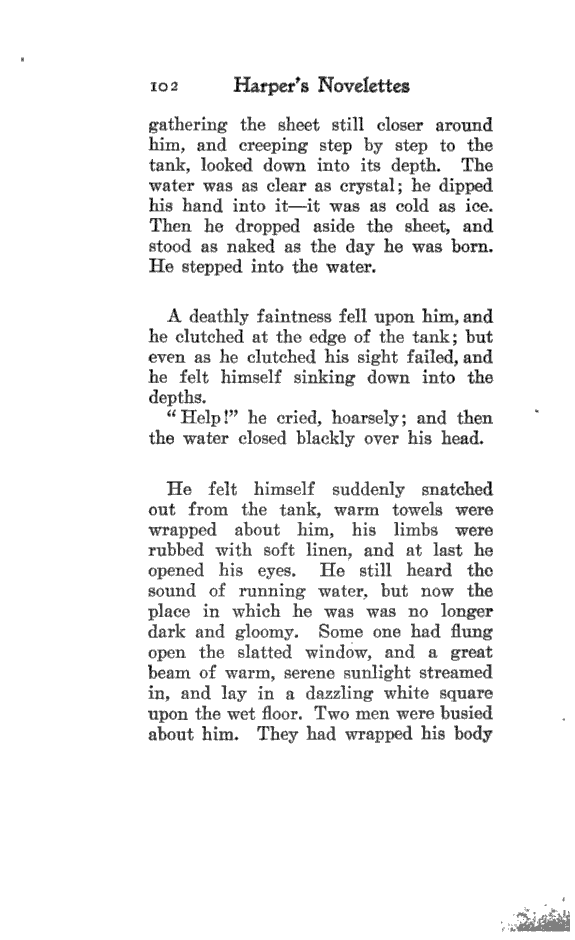 102 Harper's Novelettes
gathering the sheet still closer around
him, and creeping step by step to the
tank, looked down into its depth. The
water was as clear as crystal; he dipped
his hand into it—it was as cold as ice.
Then he dropped aside the sheet, and
stood as naked as the day he was born.
He stepped into the water.
A deathly faintness fell upon him, and
he clutched at the edge of the tank; but
even as he clutched his sight failed, and
he felt himself sinking down into the
depths.
"Help!" he cried, hoarsely; and then
the water closed blackly over his head.
He felt himself suddenly snatched
out from the tank, warm towels were
wrapped about him, his limbs were
rubbed with soft linen, and at last he
opened his eyes. He still heard the
sound of running water, but now the
place in which he was was no longer
dark and gloomy. Some one had flung
open the slatted window, and a great
beam of warm, serene sunlight streamed
in, and lay in a dazzling white square
upon the wet floor. Two men were busied
about him. They had wrapped his body